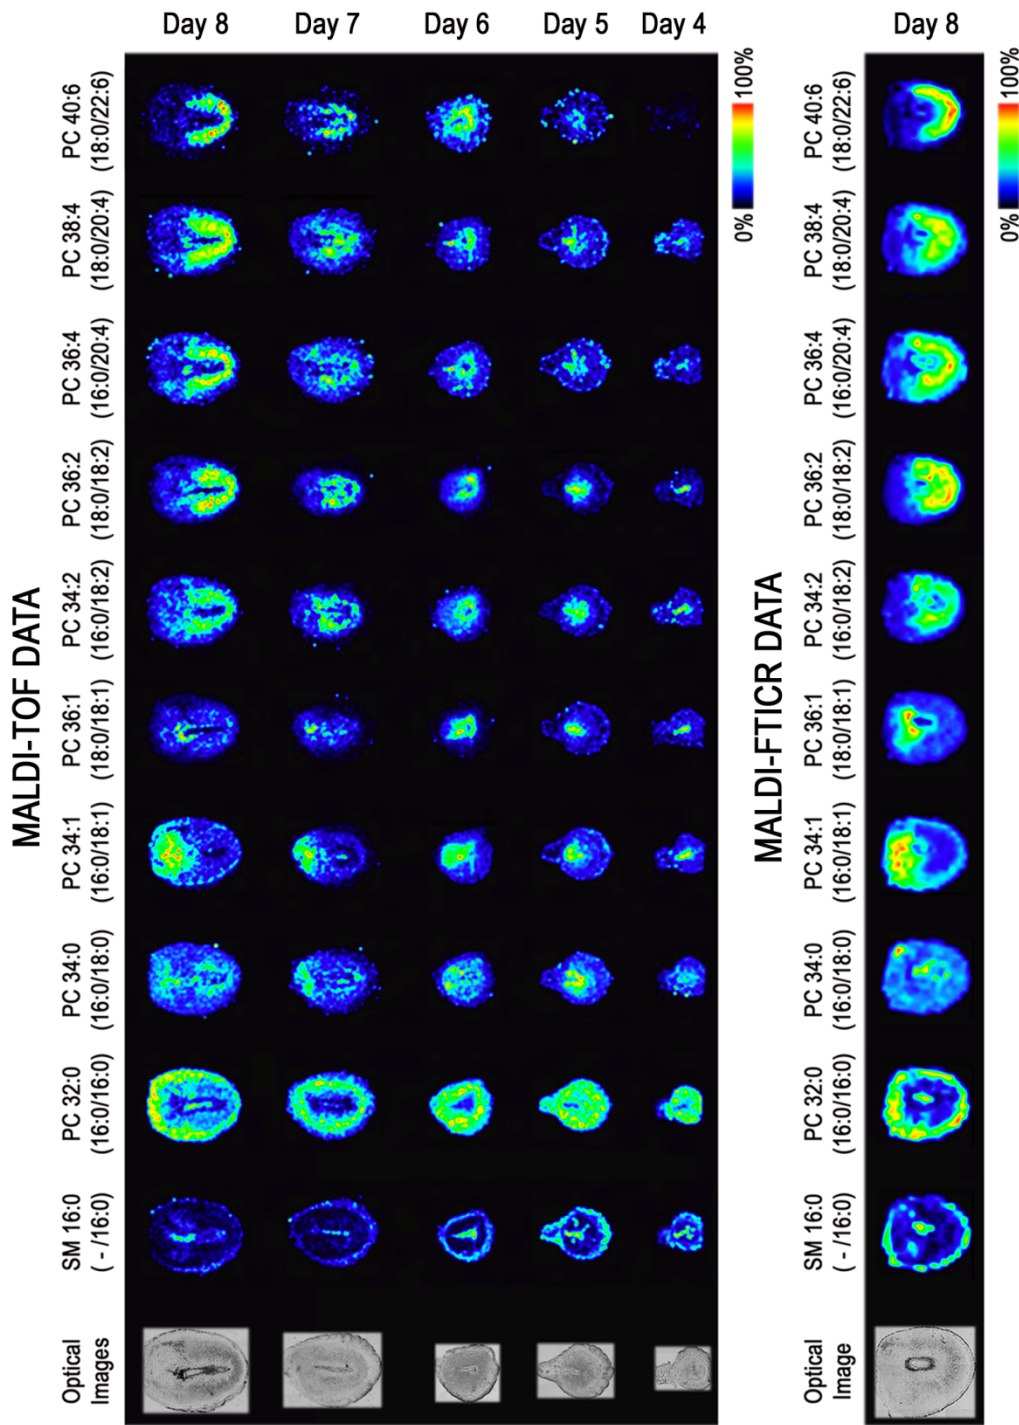 MALDI-TOF DATA
Optical
Images
SM 16:0
( - /16:0)
PC 32:0
(16:0/16:0)
PC 34:0
(16:0/18:0)
PC 34:1
(16:0/18:1)
PC 36:1
(18:0/18:1)
PC 34:2
(16:0/18:2)
PC 36:2
(18:0/18:2)
PC 36:4
(16:0/20:4)
PC 38:4
(18:0/20:4)
PC 40:6
(18:0/22:6)
Day 8
Day 7
Day 6
Day 5
Day 4
0%
100%
MALDI-FTICR DATA
Optical
Image
SM 16:0
( - /16:0)
PC 32:0
(16:0/16:0)
PC 34:0
(16:0/18:0)
PC 34:1
(16:0/18:1)
PC 36:1
(18:0/18:1)
PC 34:2
(16:0/18:2)
PC 36:2
(18:0/18:2)
PC 36:4
(16:0/20:4)
PC 38:4
(18:0/20:4)
PC 40:6
(18:0/22:6)
Day 8
0%
100%